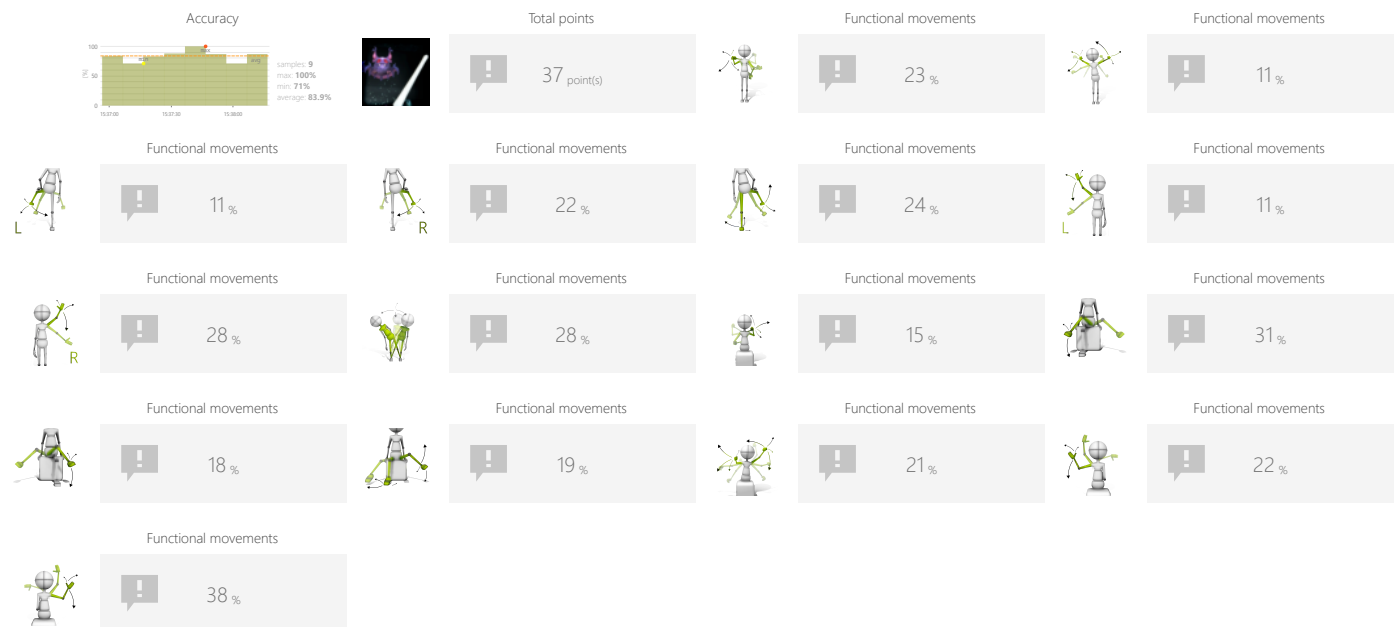 Accuracy
100
50
0
[%]
max
min
avg
15:37:00
15:37:30
15:38:00
samples: 9
max: 100%
min: 71%
average: 83.9%
Total points
37 point(s)
Functional movements
23 %
Functional movements
11 %
Functional movements
L
11 %
Functional movements
R
22 %
Functional movements
24 %
Functional movements
L
11 %
Functional movements
R
28 %
Functional movements
28 %
Functional movements
15 %
Functional movements
31 %
Functional movements
18 %
Functional movements
19 %
Functional movements
21 %
Functional movements
22 %
Functional movements
38 %